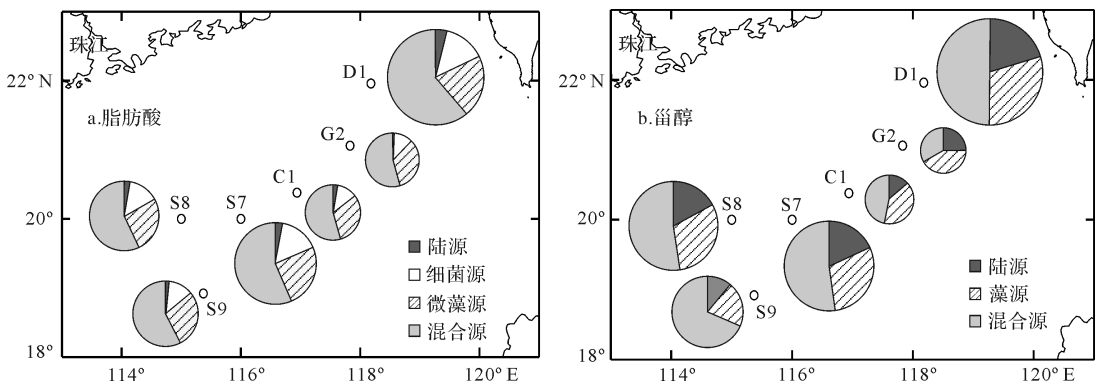 珠江
22° N
D1
a.脂肪酸
G2
C1
S8
S7
20°
陆源
细菌源
微藻源
S9
混合源
18°
114°
116°
118°
120° E
珠江
22° N
D1
b.甾醇
G2
C1
S8
S7
20°
陆源
藻源
S9
混合源
18°
114°
116°
118°
120° E